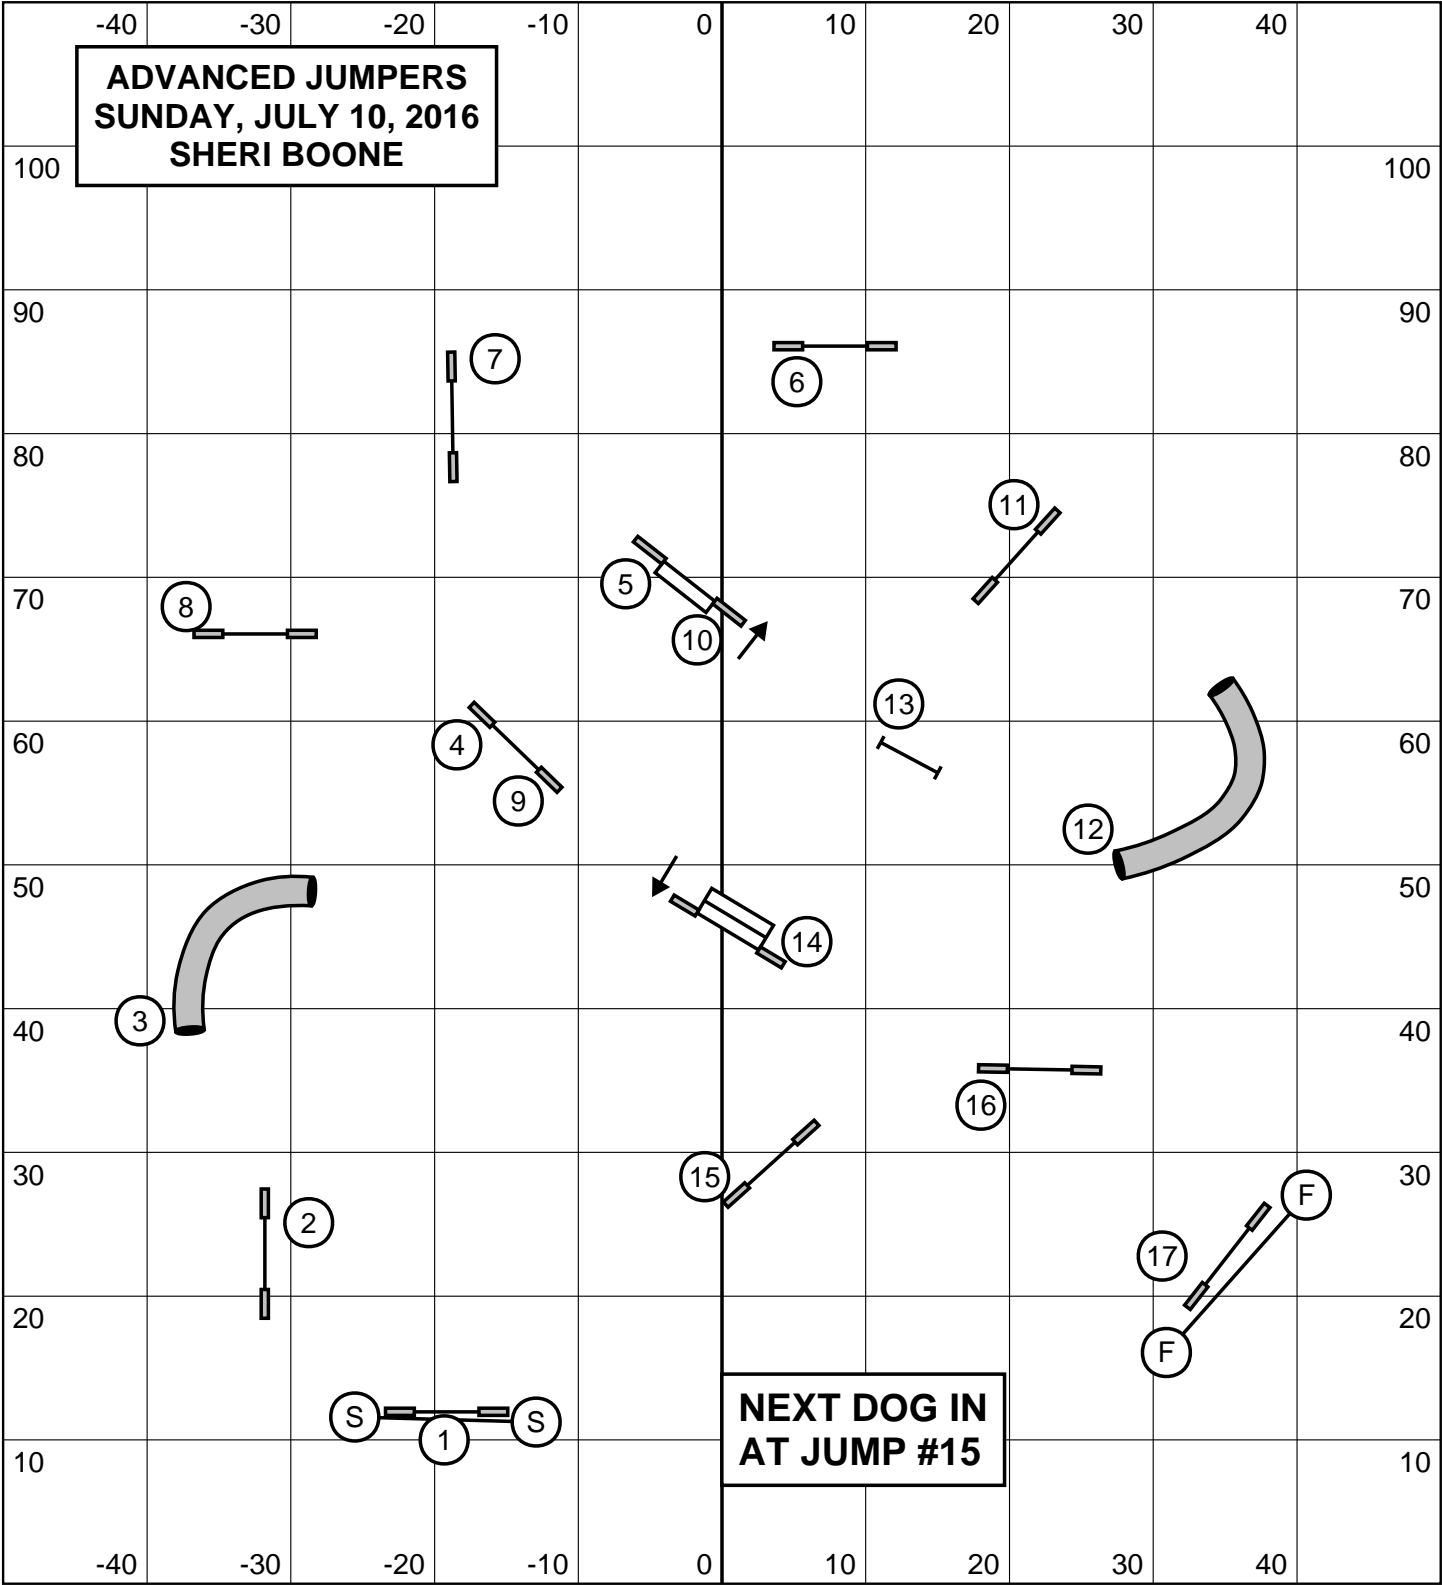 -40 -30 -20 -10 0 10 20 30 40
ADVANCED JUMPERS
SUNDAY, JULY 10, 2016
SHERI BOONE
100 100
90 90
7
6
80 80
11
5
70 70
8
10
13
4
60 60
9
12
50 50
14
3
40 40
16
15
30 30
F
2
17
20 20
F
S S
1
NEXT DOG IN
AT JUMP #15
10 10
-40 -30 -20 -10 0 10 20 30 40